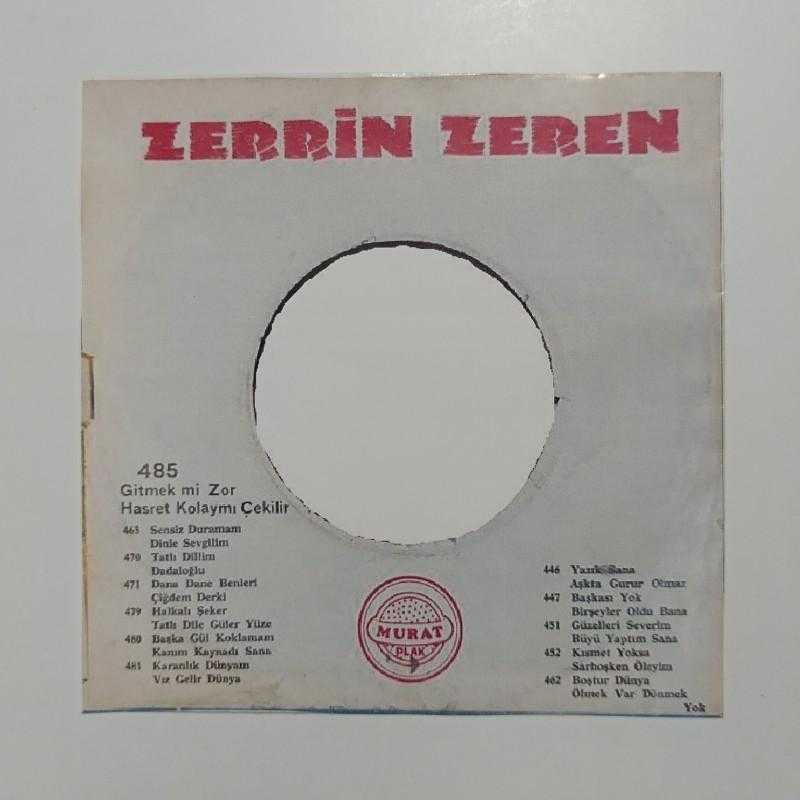 ZERRİN ZEREN
485
Gitmek mi Zor
Hasret Kolaymı Çekilir
463 Sensiz Duramam
Dinle Sevgilim
470 Tatlı Dillim
Dadaloğlu
471 Dana Dane Benleri
Çiğdem Derki
479 Halkalı Şeker
Tatlı Dile Güler Yüze
480 Başka Gül Koklamam
Kanım Kaynadı Sana
481 Karanlık Dünyam
Vız Gelir Dünya
MURAT
PLAK
446 Yazık Sana
Aşkta Gurur Olmaz
447 Başkası Yok
Birşeyler Oldu Bana
451 Güzelleri Severim
Büyü Yaptım Sana
452 Kısmet Yoksa
Sarhoşken Öleyim
462 Boştur Dünya
Ölmek Var Dönmek
Yok